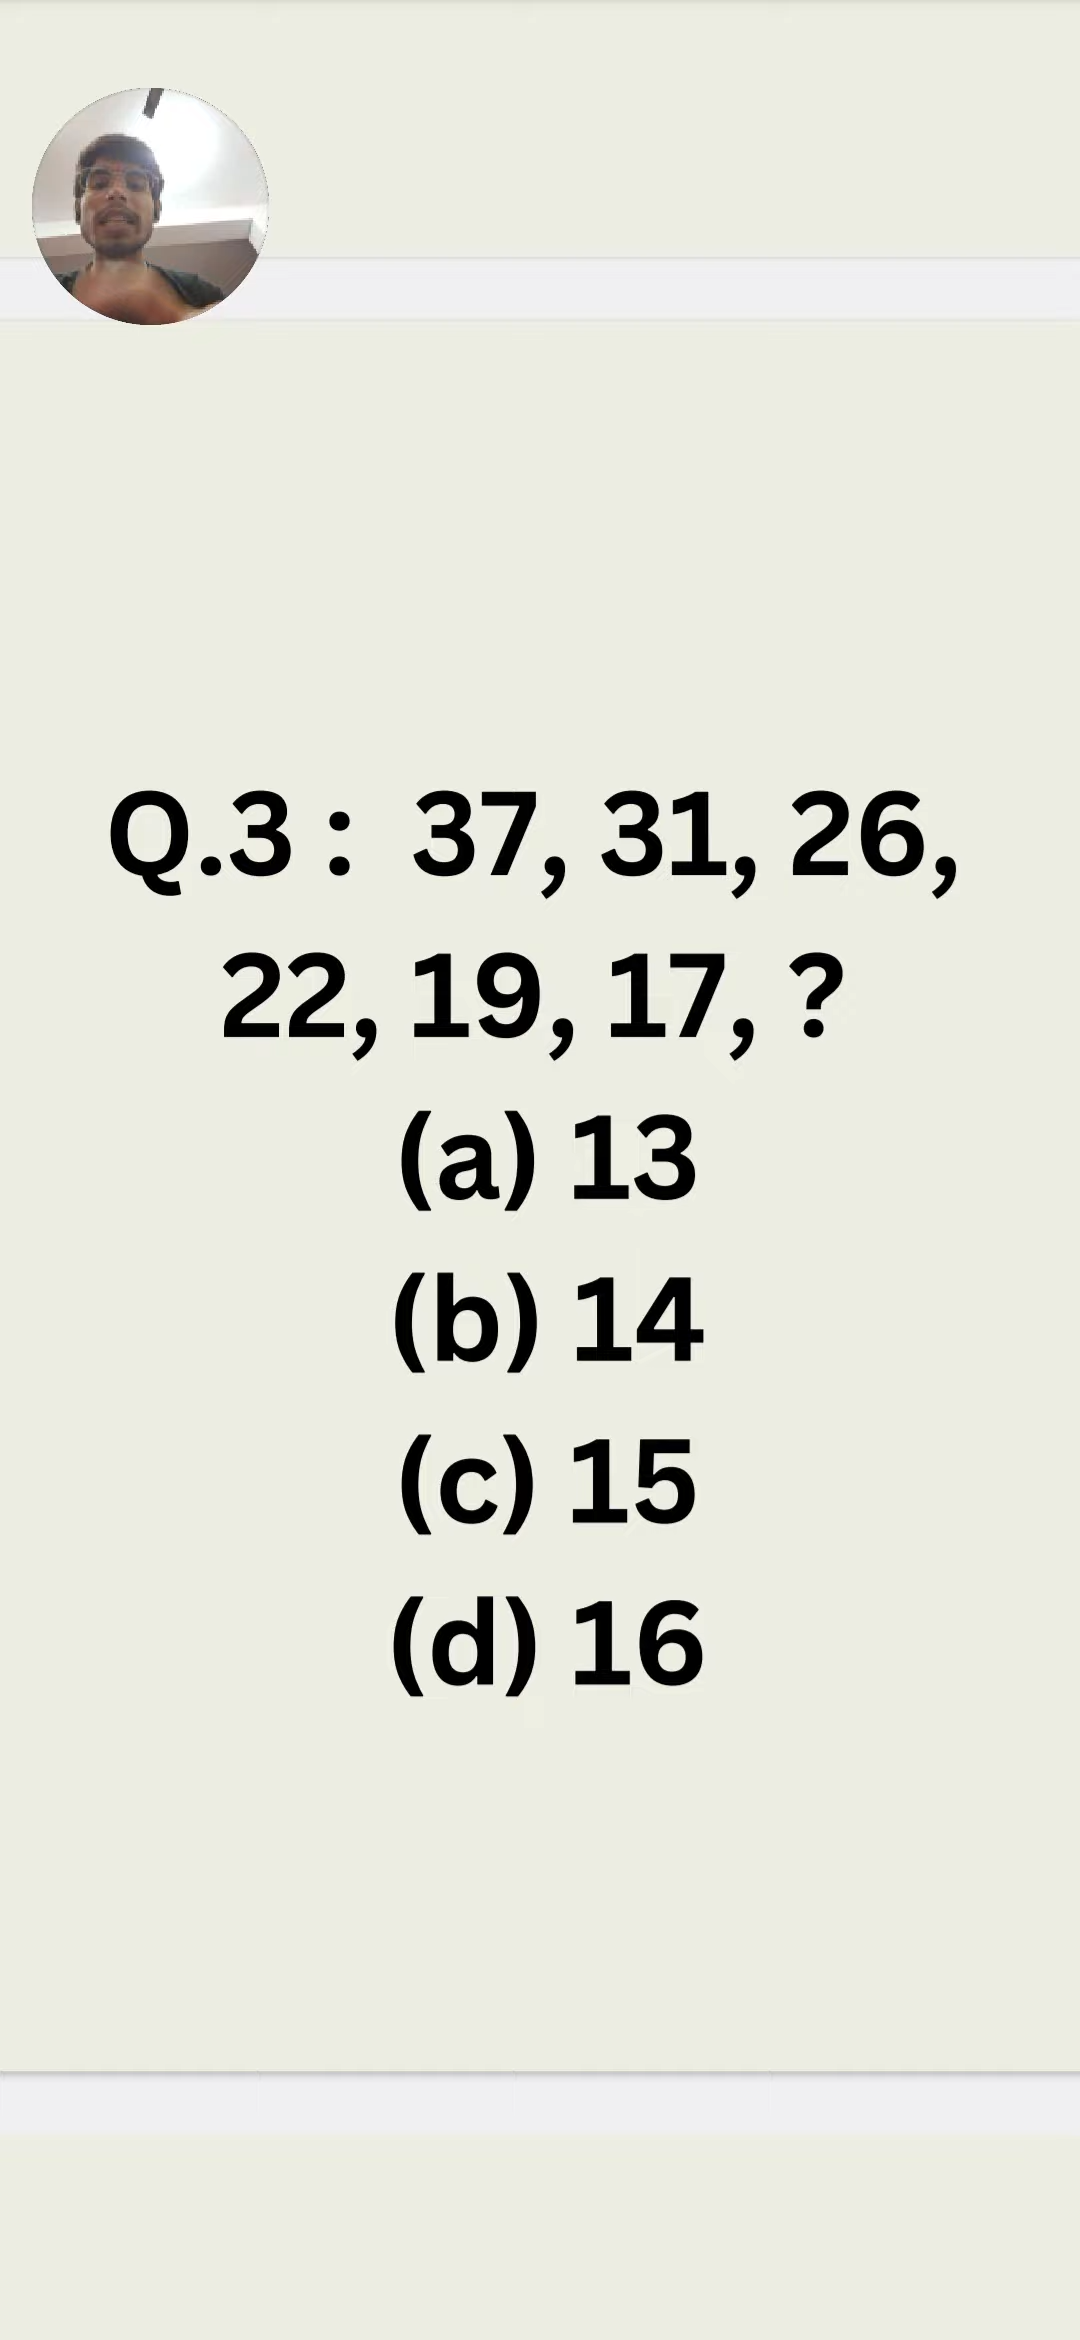 Q.3 : 37, 31, 26,
22, 19, 17, ?
(a) 13
(b) 14
(c) 15
(d) 16